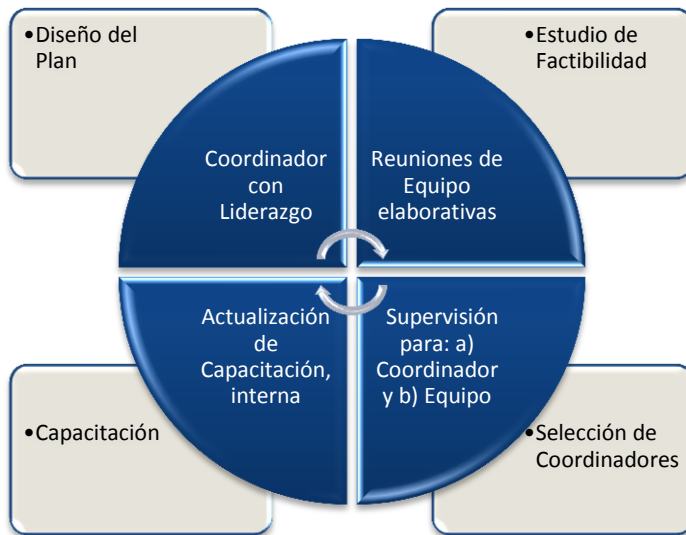 •Diseño del
Plan
•Estudio de
Factibilidad
Coordinador
con
Liderazgo
Reuniones de
Equipo
elaborativas
Actualización
de
Capacitación,
interna
Supervisión
para: a)
Coordinador
y b) Equipo
•Capacitación
•Selección de
Coordinadores